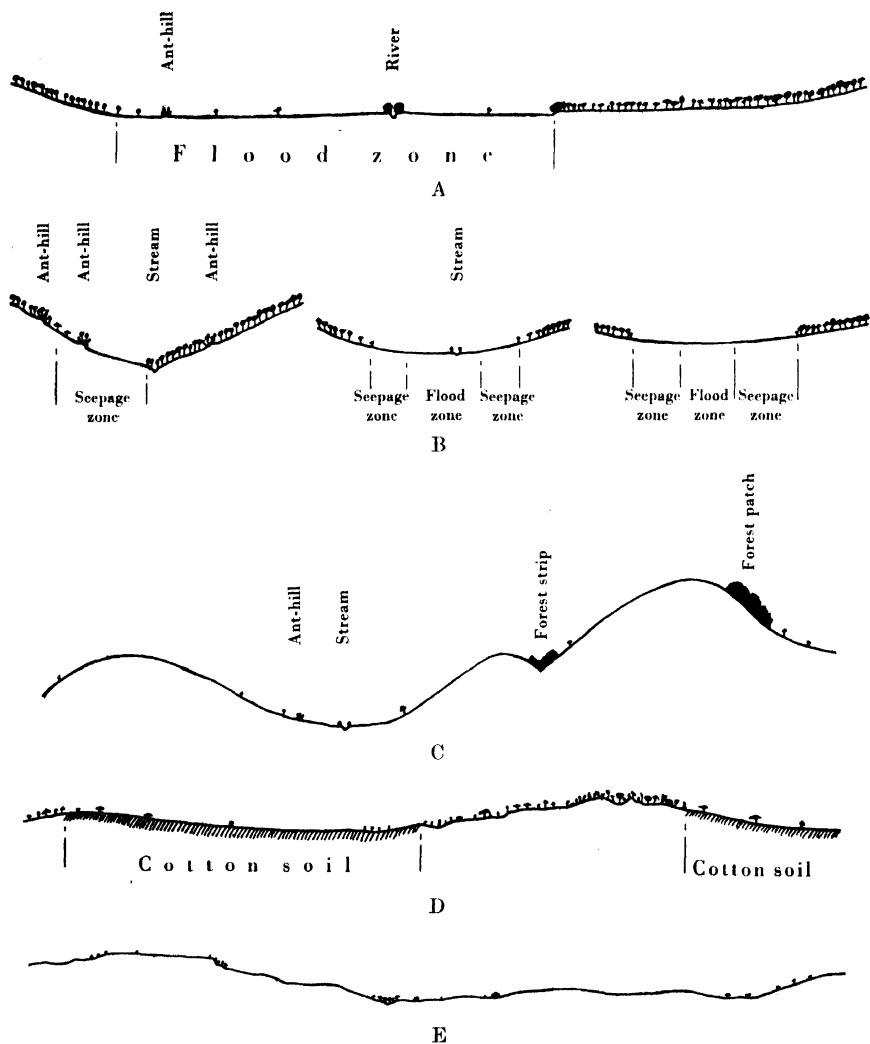 Ant-hill
River
Flood zone
A
Ant-hill
Ant-hill
Stream
Ant-hill
Stream
Seepage
zone
Seepage
zone
Flood
zone
Seepage
zone
Seepage
zone
Flood
zone
Seepage
zone
B
Ant-hill
Stream
Forest strip
Forest patch
C
Cotton soil
Cotton soil
D
E